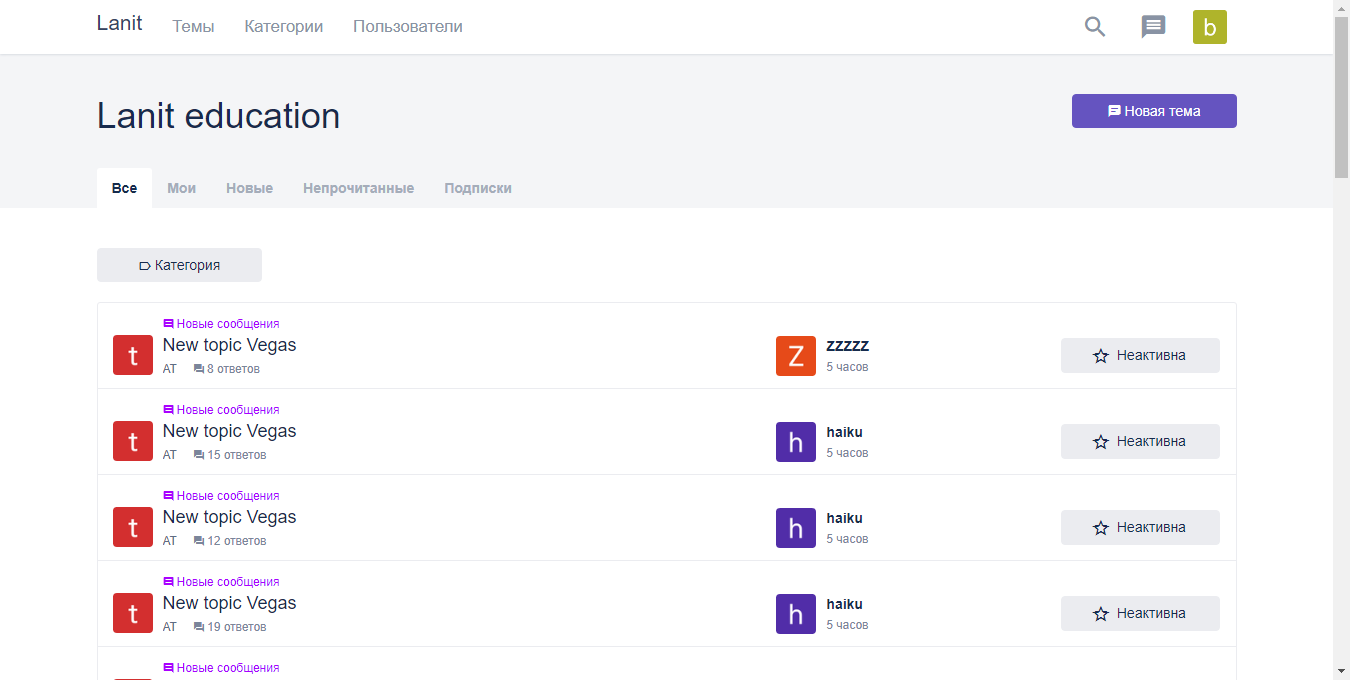 Lanit Темы Категории Пользователи b
Lanit education
Новая тема
Все Мои Новые Непрочитанные Подписки
Категория
Новые сообщения
t New topic Vegas
AT 8 ответов
Z zzzzz
5 часов
Неактивна
Новые сообщения
t New topic Vegas
AT 15 ответов
h haiku
5 часов
Неактивна
Новые сообщения
t New topic Vegas
AT 12 ответов
h haiku
5 часов
Неактивна
Новые сообщения
t New topic Vegas
AT 19 ответов
h haiku
5 часов
Неактивна
Новые сообщения